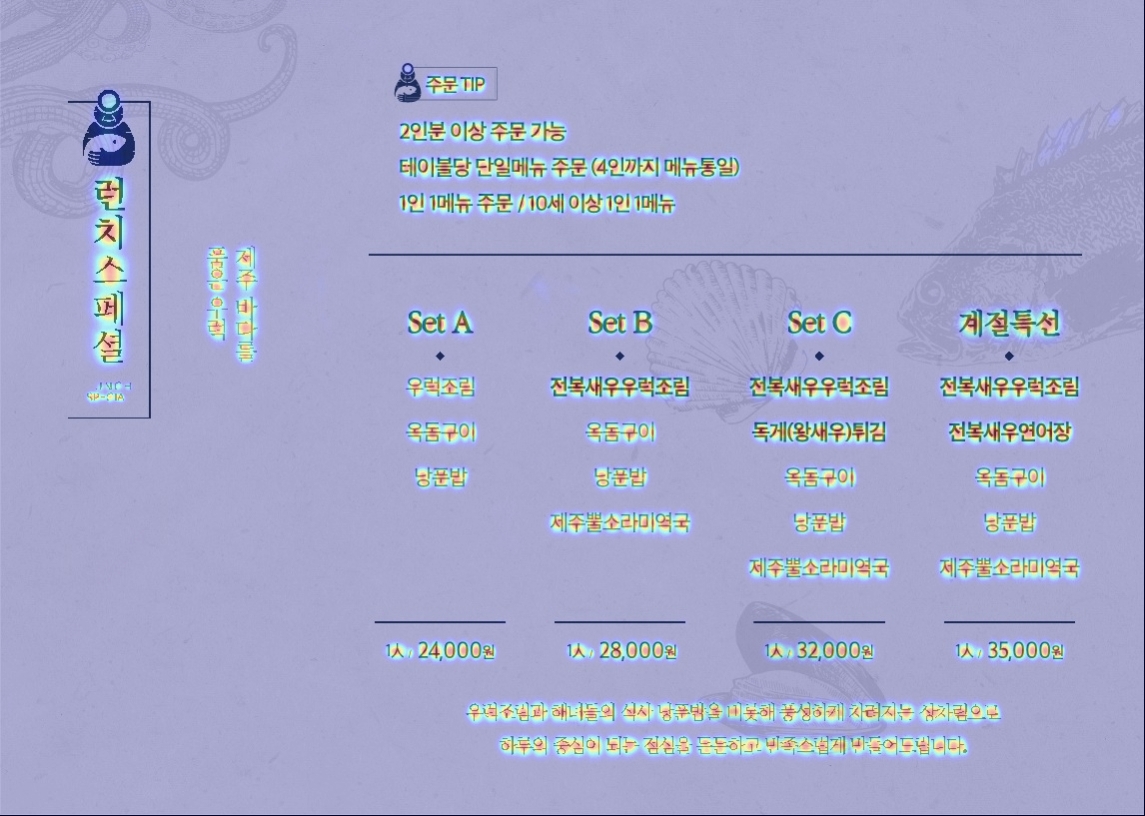 런치스페셜
LUNCH
SPECIAL
제주 바다를
품은 우럭
주문 TIP
2인분 이상 주문 가능
테이블당 단일메뉴 주문 (4인까지 메뉴통일)
1인 1메뉴 주문 / 10세 이상 1인 1메뉴
Set A
우럭조림
옥돔구이
낭푼밥
1人 / 24,000원
Set B
전복새우우럭조림
옥돔구이
낭푼밥
제주뿔소라미역국
1人 / 28,000원
Set C
전복새우우럭조림
독게(왕새우)튀김
옥돔구이
낭푼밥
제주뿔소라미역국
1人 / 32,000원
계절특선
전복새우우럭조림
전복새우연어장
옥돔구이
낭푼밥
제주뿔소라미역국
1人 / 35,000원
우럭조림과 해녀들의 식사 낭푼밥을 비롯해 풍성하게 차려지는 상차림으로
하루의 중심이 되는 점심을 든든하고 만족스럽게 만들어드립니다.